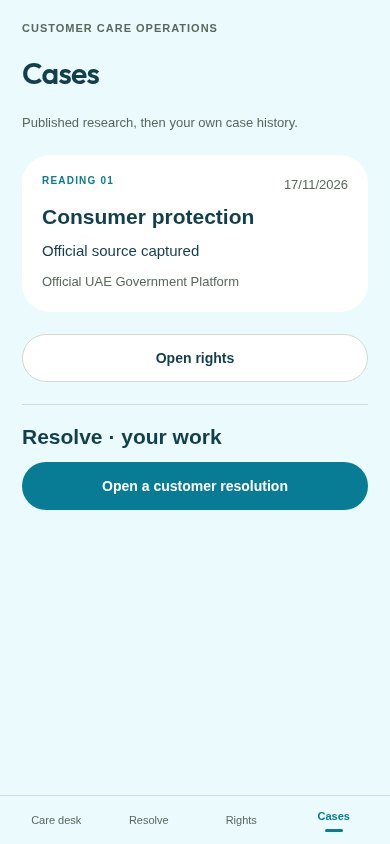 CUSTOMER CARE OPERATIONS
Cases
Published research, then your own case history.
READING 01
17/11/2026
Consumer protection
Official source captured
Official UAE Government Platform
Open rights
Resolve · your work
Open a customer resolution
Care desk
Resolve
Rights
Cases